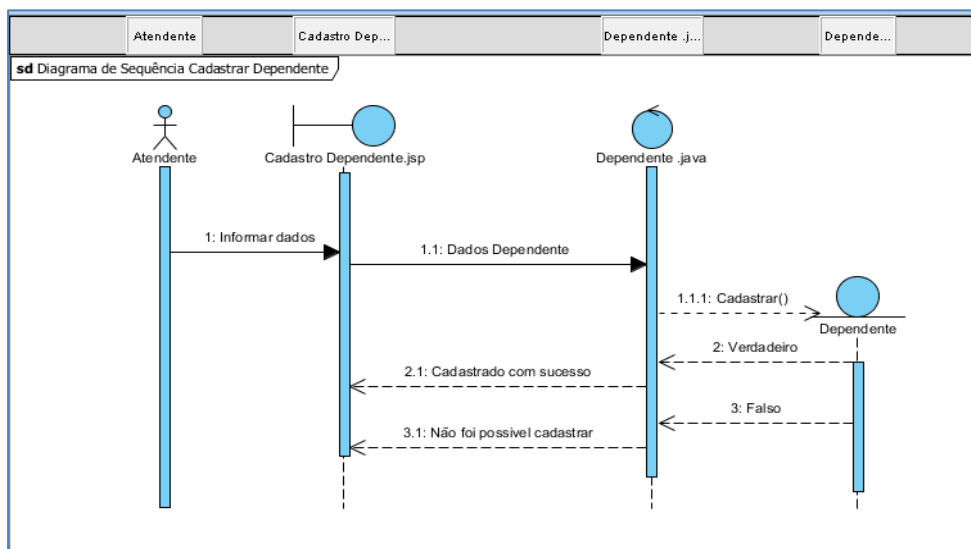 Atendente
Cadastro Dep...
Dependente .j...
Depende...
sd Diagrama de Sequência Cadastrar Dependente
Atendente
Cadastro Dependente.jsp
Dependente .java
1: Informar dados
1.1: Dados Dependente
1.1.1: Cadastrar()
Dependente
2: Verdadeiro
2.1: Cadastrado com sucesso
3: Falso
3.1: Não foi possivel cadastrar